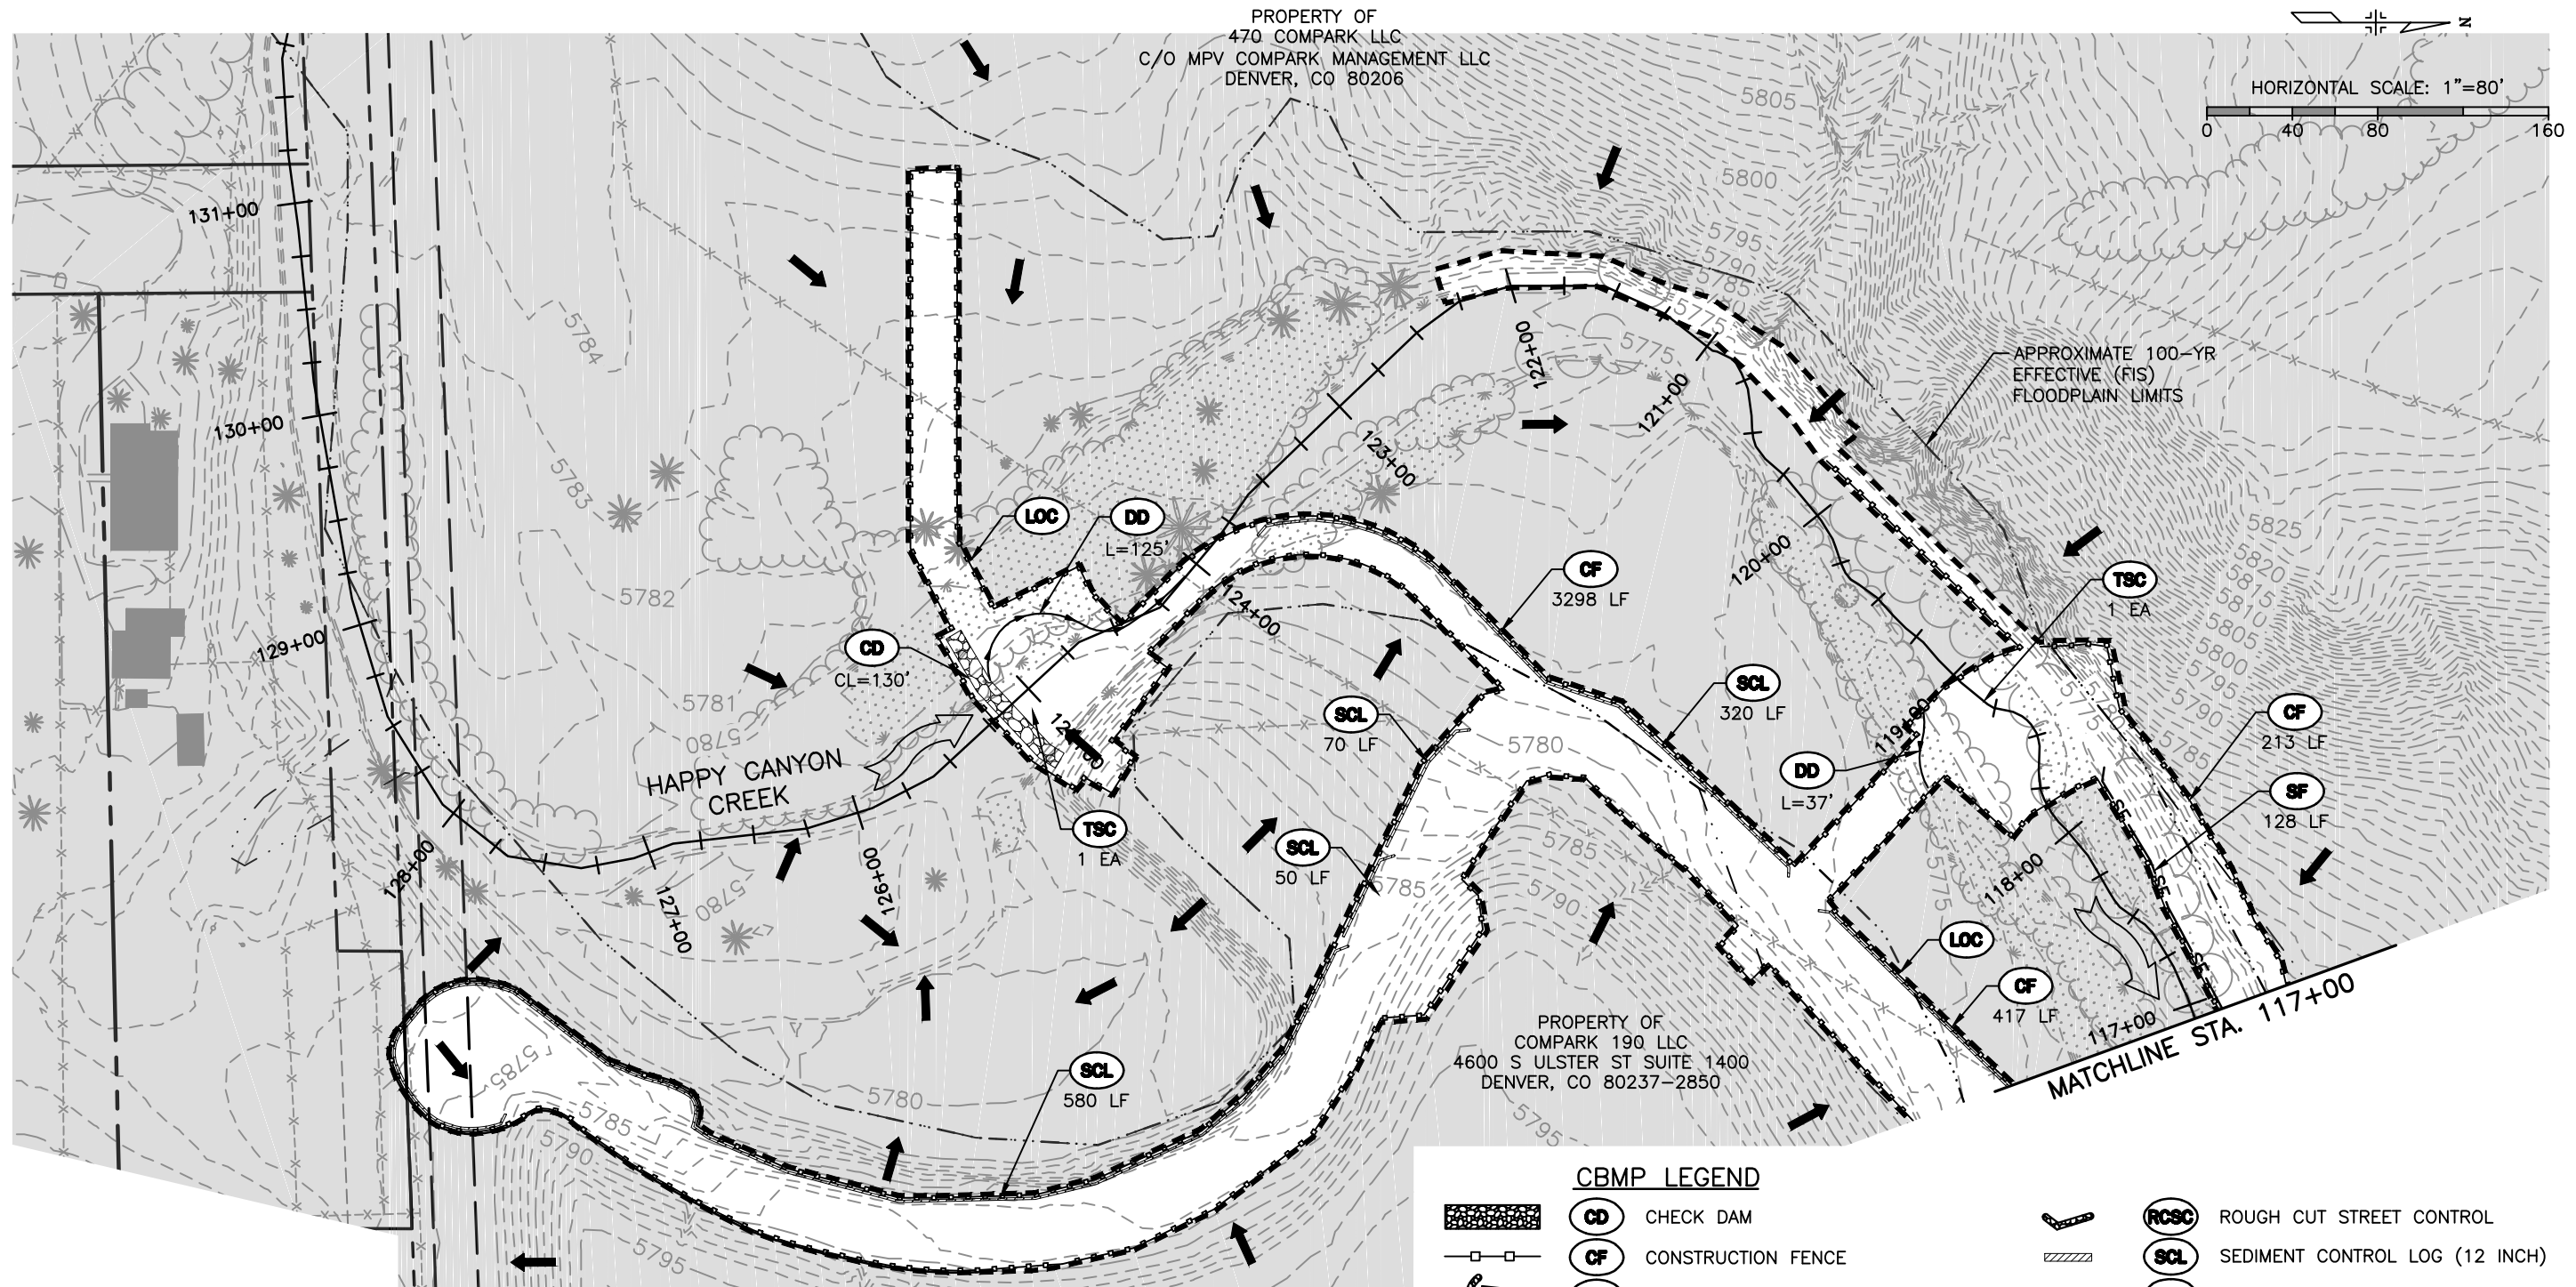 PROPERTY OF
470 COMPARK LLC
C/O MPV COMPARK MANAGEMENT LLC
DENVER, CO 80206
N
HORIZONTAL SCALE: 1"=80'
0 40 80 160
5805
5800
5795
5790
5785
5775
5775
131+00
130+00
129+00
128+00
127+00
126+00
124+00
123+00
122+00
121+00
120+00
119+00
118+00
117+00
5784
5783
5782
5781
5780
5780
APPROXIMATE 100-YR
EFFECTIVE (FIS)
FLOODPLAIN LIMITS
LOC
DD
L=125'
CF
3298 LF
TSC
1 EA
CD
CL=130'
SCL
70 LF
SCL
320 LF
CF
213 LF
SF
128 LF
DD
L=37'
HAPPY CANYON
CREEK
TSC
1 EA
SCL
50 LF
5780
5785
5785
5790
5795
5775
5775
5825
5820
5815
5810
5805
5800
5795
5790
5785
SF
SF
SF
LOC
CF
417 LF
MATCHLINE STA. 117+00
PROPERTY OF
COMPARK 190 LLC
4600 S ULSTER ST SUITE 1400
DENVER, CO 80237-2850
SCL
580 LF
5780
5785
5785
5790
5795
CBMP LEGEND
CD CHECK DAM
RCSC ROUGH CUT STREET CONTROL
CF CONSTRUCTION FENCE
SCL SEDIMENT CONTROL LOG (12 INCH)